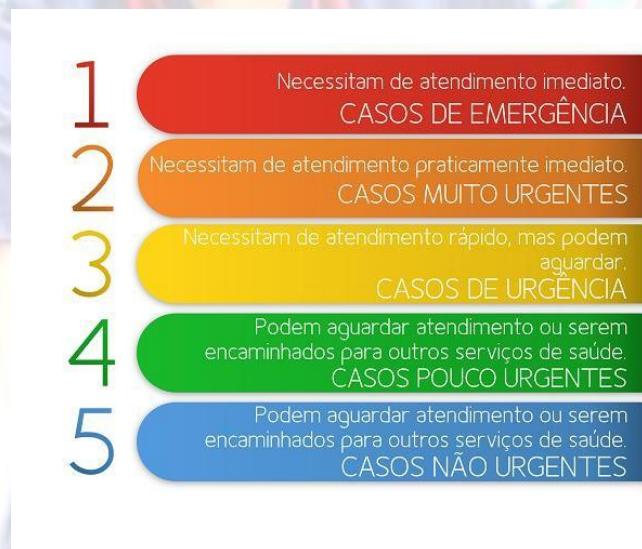 1
Necessitam de atendimento imediato.
CASOS DE EMERGÊNCIA
2
Necessitam de atendimento praticamente imediato.
CASOS MUITO URGENTES
3
Necessitam de atendimento rápido, mas podem
aguardar.
CASOS DE URGÊNCIA
4
Podem aguardar atendimento ou serem
encaminhados para outros serviços de saúde.
CASOS POUCO URGENTES
5
Podem aguardar atendimento ou serem
encaminhados para outros serviços de saúde.
CASOS NÃO URGENTES